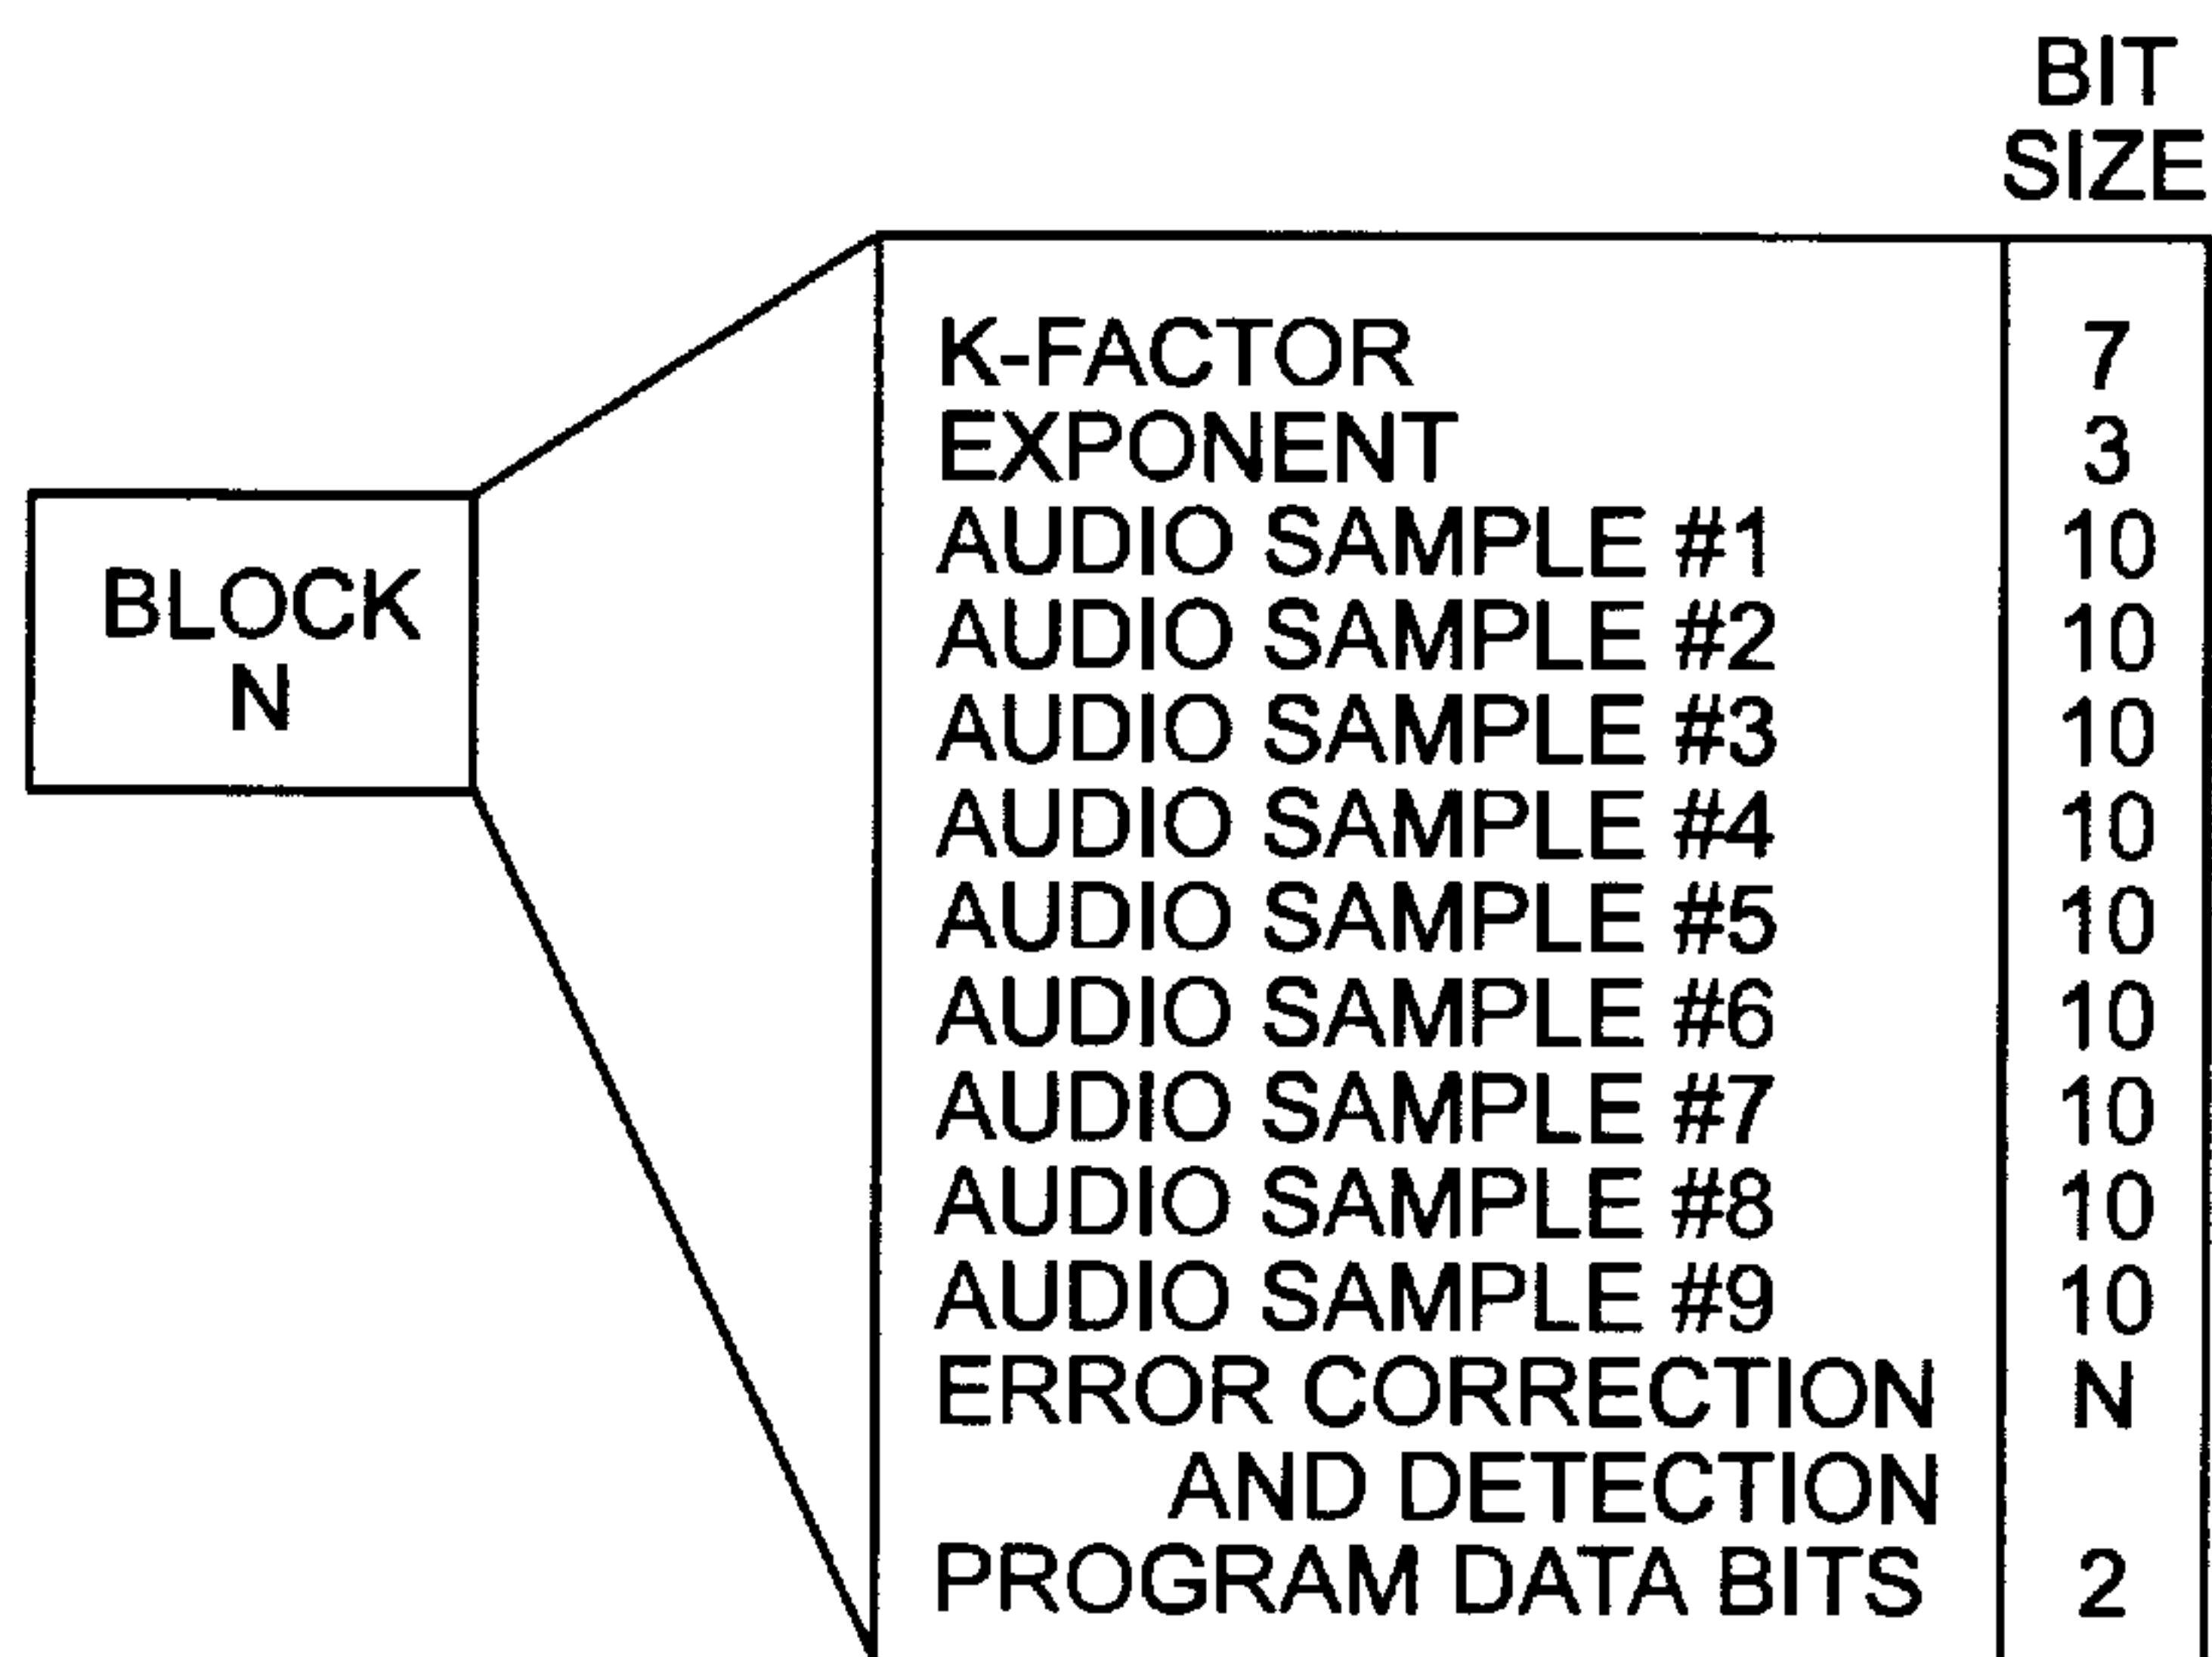 BIT
SIZE
K-FACTOR 7
EXPONENT 3
AUDIO SAMPLE #1 10
AUDIO SAMPLE #2 10
AUDIO SAMPLE #3 10
AUDIO SAMPLE #4 10
AUDIO SAMPLE #5 10
AUDIO SAMPLE #6 10
AUDIO SAMPLE #7 10
AUDIO SAMPLE #8 10
AUDIO SAMPLE #9 10
ERROR CORRECTION N
AND DETECTION
PROGRAM DATA BITS 2
BLOCK
N